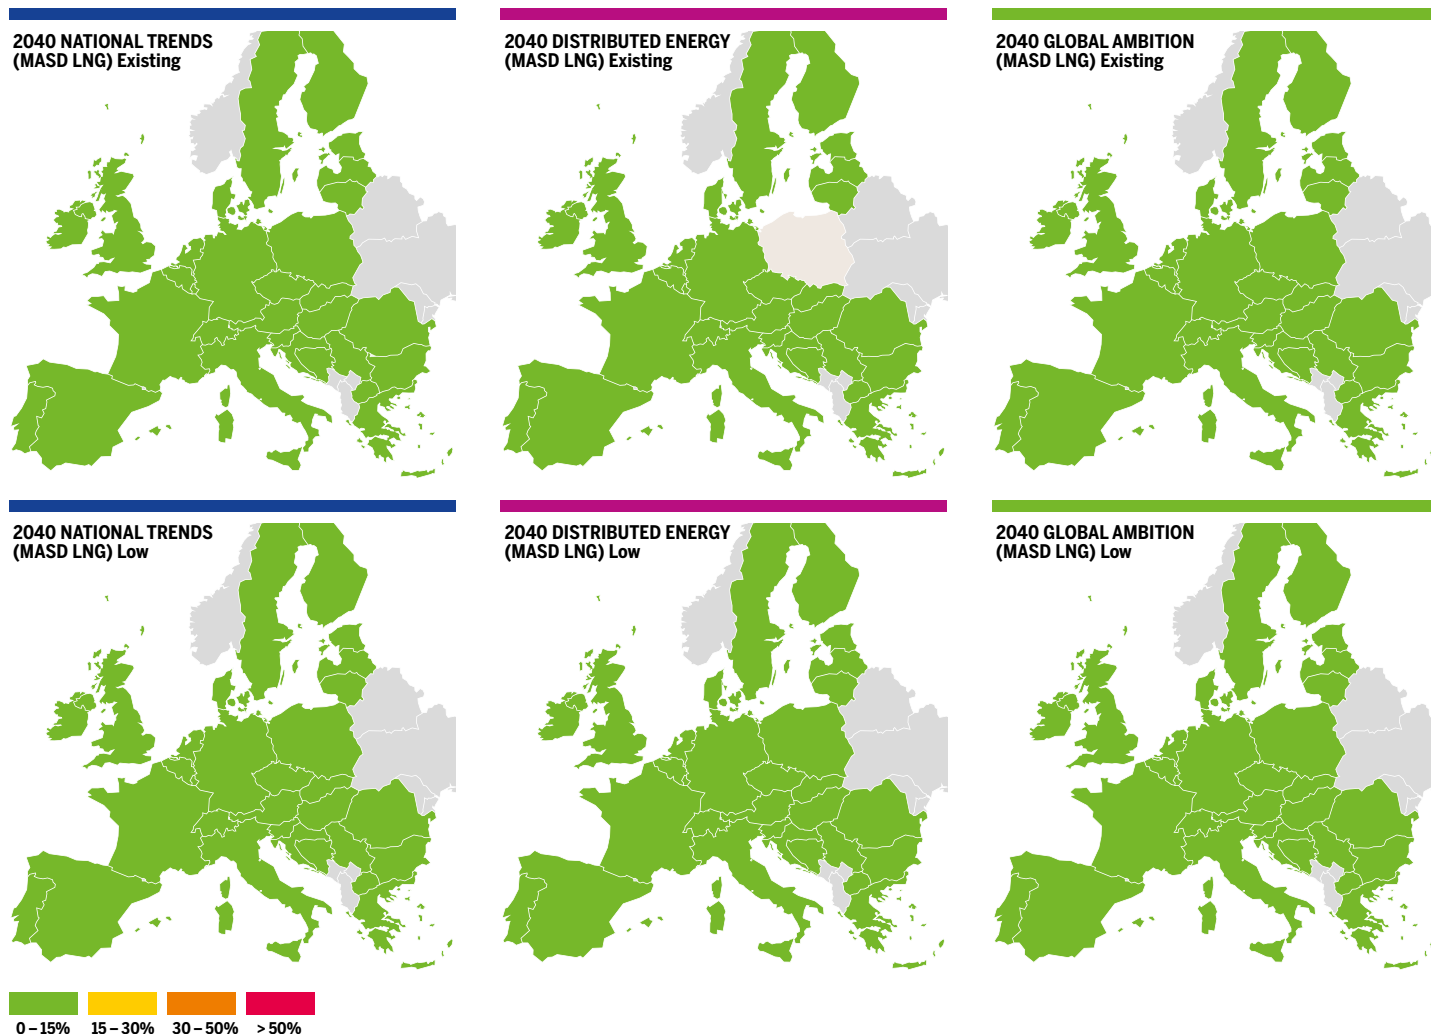 2040 NATIONAL TRENDS
(MASD LNG) Existing
2040 DISTRIBUTED ENERGY
(MASD LNG) Existing
2040 GLOBAL AMBITION
(MASD LNG) Existing
2040 NATIONAL TRENDS
(MASD LNG) Low
2040 DISTRIBUTED ENERGY
(MASD LNG) Low
2040 GLOBAL AMBITION
(MASD LNG) Low
0 – 15% 15 – 30% 30 – 50% > 50%